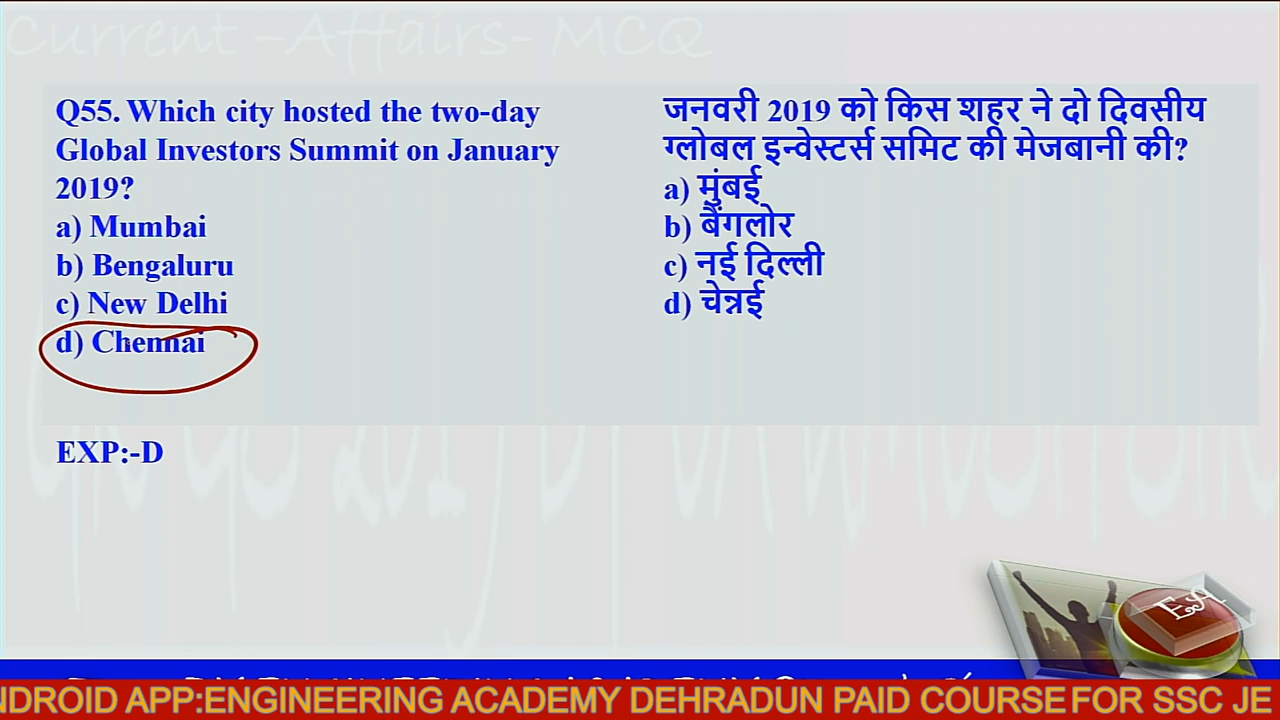 Current -Affairs- MCQ
Q55. Which city hosted the two-day
Global Investors Summit on January
2019?
a) Mumbai
b) Bengaluru
c) New Delhi
d) Chennai
EXP:-D
जनवरी 2019 को किस शहर ने दो दिवसीय
ग्लोबल इन्वेस्टर्स समिट की मेजबानी की?
a) मुंबई
b) बैंगलोर
c) नई दिल्ली
d) चेन्नई
EA
NDROID APP:ENGINEERING ACADEMY DEHRADUN PAID COURSE FOR SSC JE